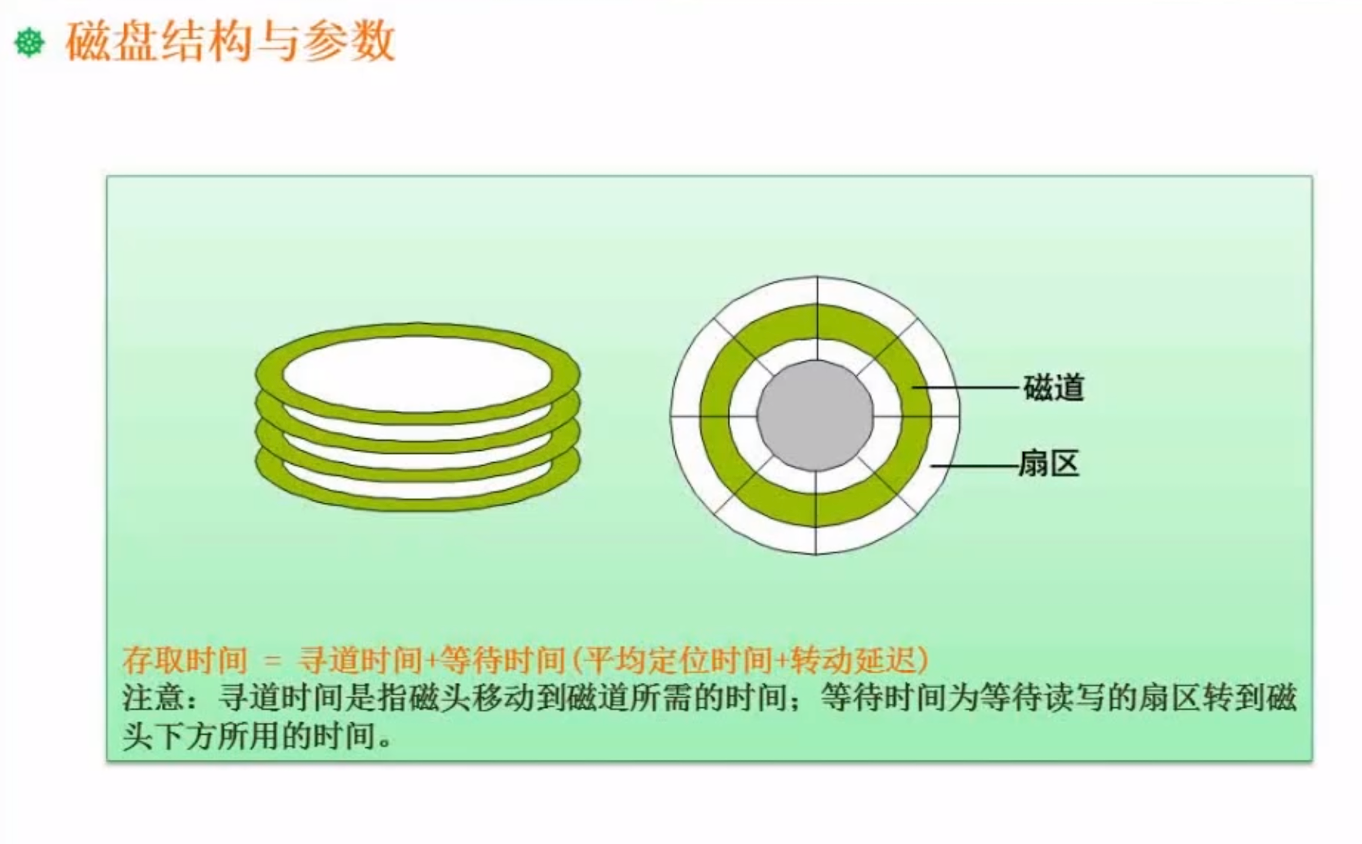 磁盘结构与参数
磁道
扇区
存取时间 = 寻道时间+等待时间(平均定位时间+转动延迟)
注意：寻道时间是指磁头移动到磁道所需的时间；等待时间为等待读写的扇区转到磁
头下方所用的时间。